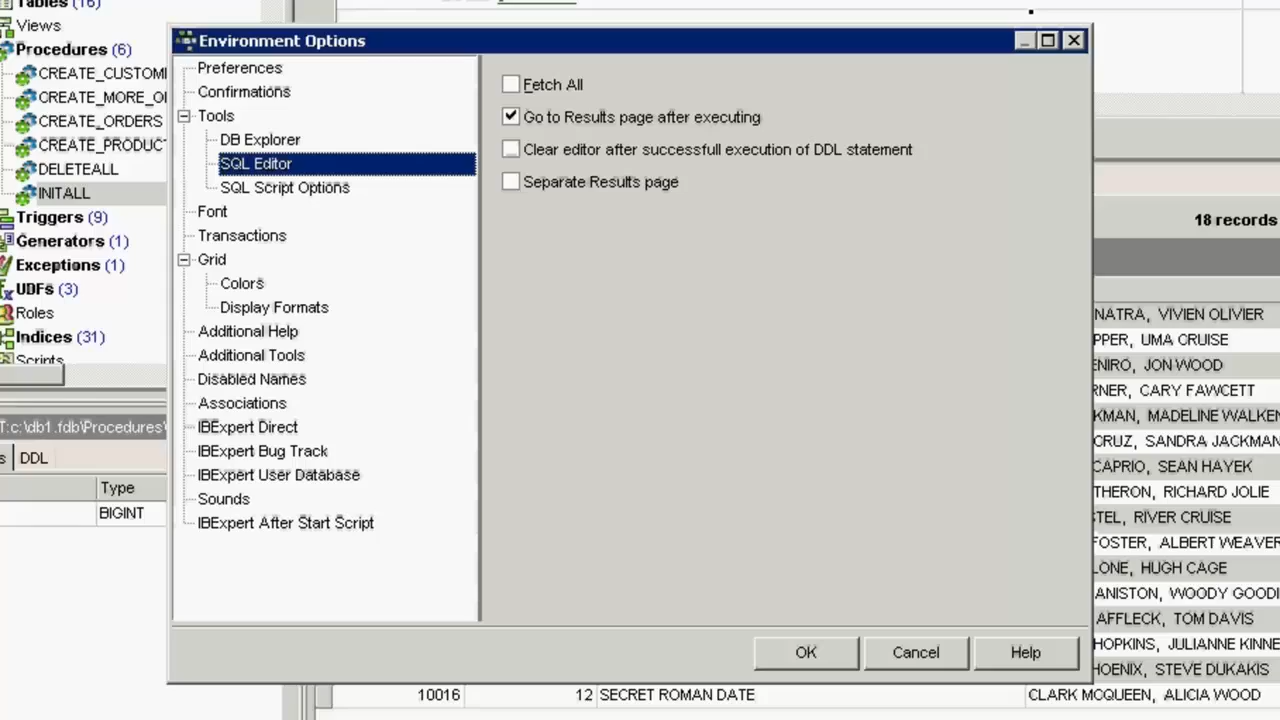 Tables (16)
Views
Procedures (6)
CREATE_CUSTOM
CREATE_MORE_O
CREATE_ORDERS
CREATE_PRODUCT
DELETEALL
INITALL
Triggers (9)
Generators (1)
Exceptions (1)
UDFs (3)
Roles
Indices (31)
Scripts
T:c:\db1.fdb\Procedures\
s DDL
Type
BIGINT
Environment Options
Preferences
Confirmations
Tools
DB Explorer
SQL Editor
SQL Script Options
Font
Transactions
Grid
Colors
Display Formats
Additional Help
Additional Tools
Disabled Names
Associations
IBExpert Direct
IBExpert Bug Track
IBExpert User Database
Sounds
IBExpert After Start Script
Fetch All
Go to Results page after executing
Clear editor after successfull execution of DDL statement
Separate Results page
OK Cancel Help
18 records
NATRA, VIVIEN OLIVIER
PPER, UMA CRUISE
ENIRO, JON WOOD
RNER, CARY FAWCETT
KMAN, MADELINE WALKEN
CRUZ, SANDRA JACKMAN
CAPRIO, SEAN HAYEK
THERON, RICHARD JOLIE
STEL, RIVER CRUISE
FOSTER, ALBERT WEAVER
LONE, HUGH CAGE
ANISTON, WOODY GOODI
AFFLECK, TOM DAVIS
HOPKINS, JULIANNE KINNE
HOENIX, STEVE DUKAKIS
10016 12 SECRET ROMAN DATE CLARK MCQUEEN, ALICIA WOOD